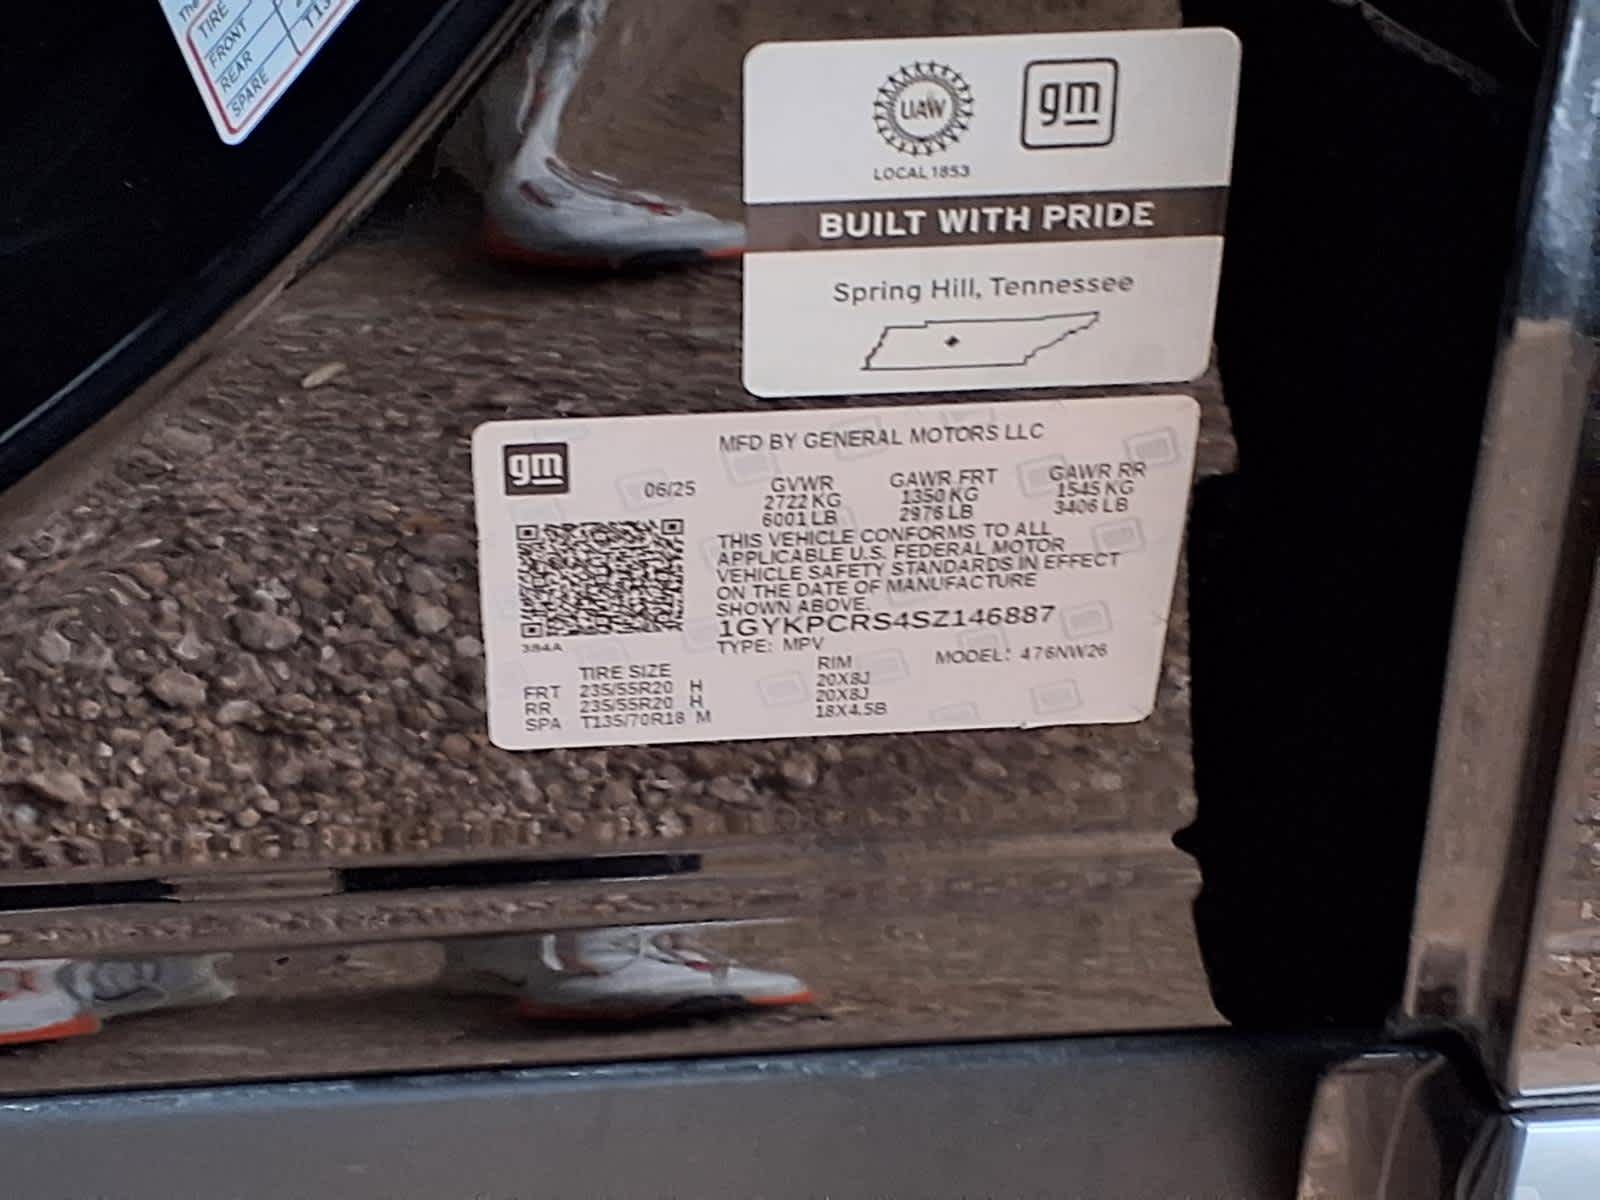 The
TIRE
FRONT
REAR
SPARE
T13
UAW
gm
LOCAL 1853
BUILT WITH PRIDE
Spring Hill, Tennessee
gm
MFD BY GENERAL MOTORS LLC
06/25
GVWR GAWR FRT GAWR RR
2722 KG 1350 KG 1545 KG
6001 LB 2976 LB 3406 LB
THIS VEHICLE CONFORMS TO ALL
APPLICABLE U.S. FEDERAL MOTOR
VEHICLE SAFETY STANDARDS IN EFFECT
ON THE DATE OF MANUFACTURE
SHOWN ABOVE.
1GYKPCRS4SZ146887
384A
TYPE: MPV MODEL: 476NW26
TIRE SIZE RIM
FRT 235/55R20 H 20X8J
RR 235/55R20 H 20X8J
SPA T135/70R18 M 18X4.5B